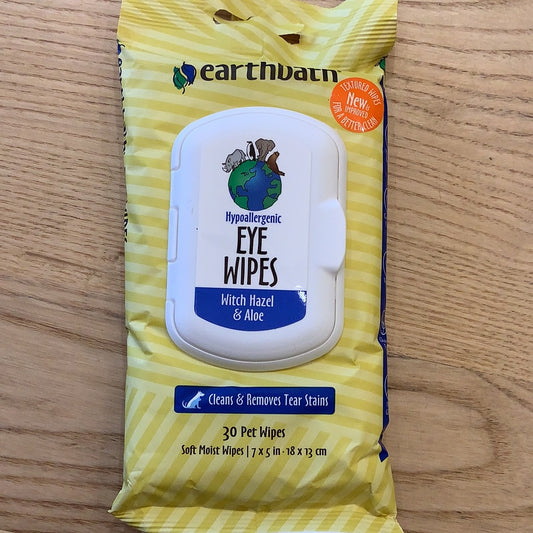 earthbath
TEXTURED WIPES
New &
IMPROVED
FOR A BETTER CLEAN
Hypoallergenic
EYE
WIPES
Witch Hazel
& Aloe
Cleans & Removes Tear Stains
30 Pet Wipes
Soft Moist Wipes | 7 x 5 in · 18 x 13 cm